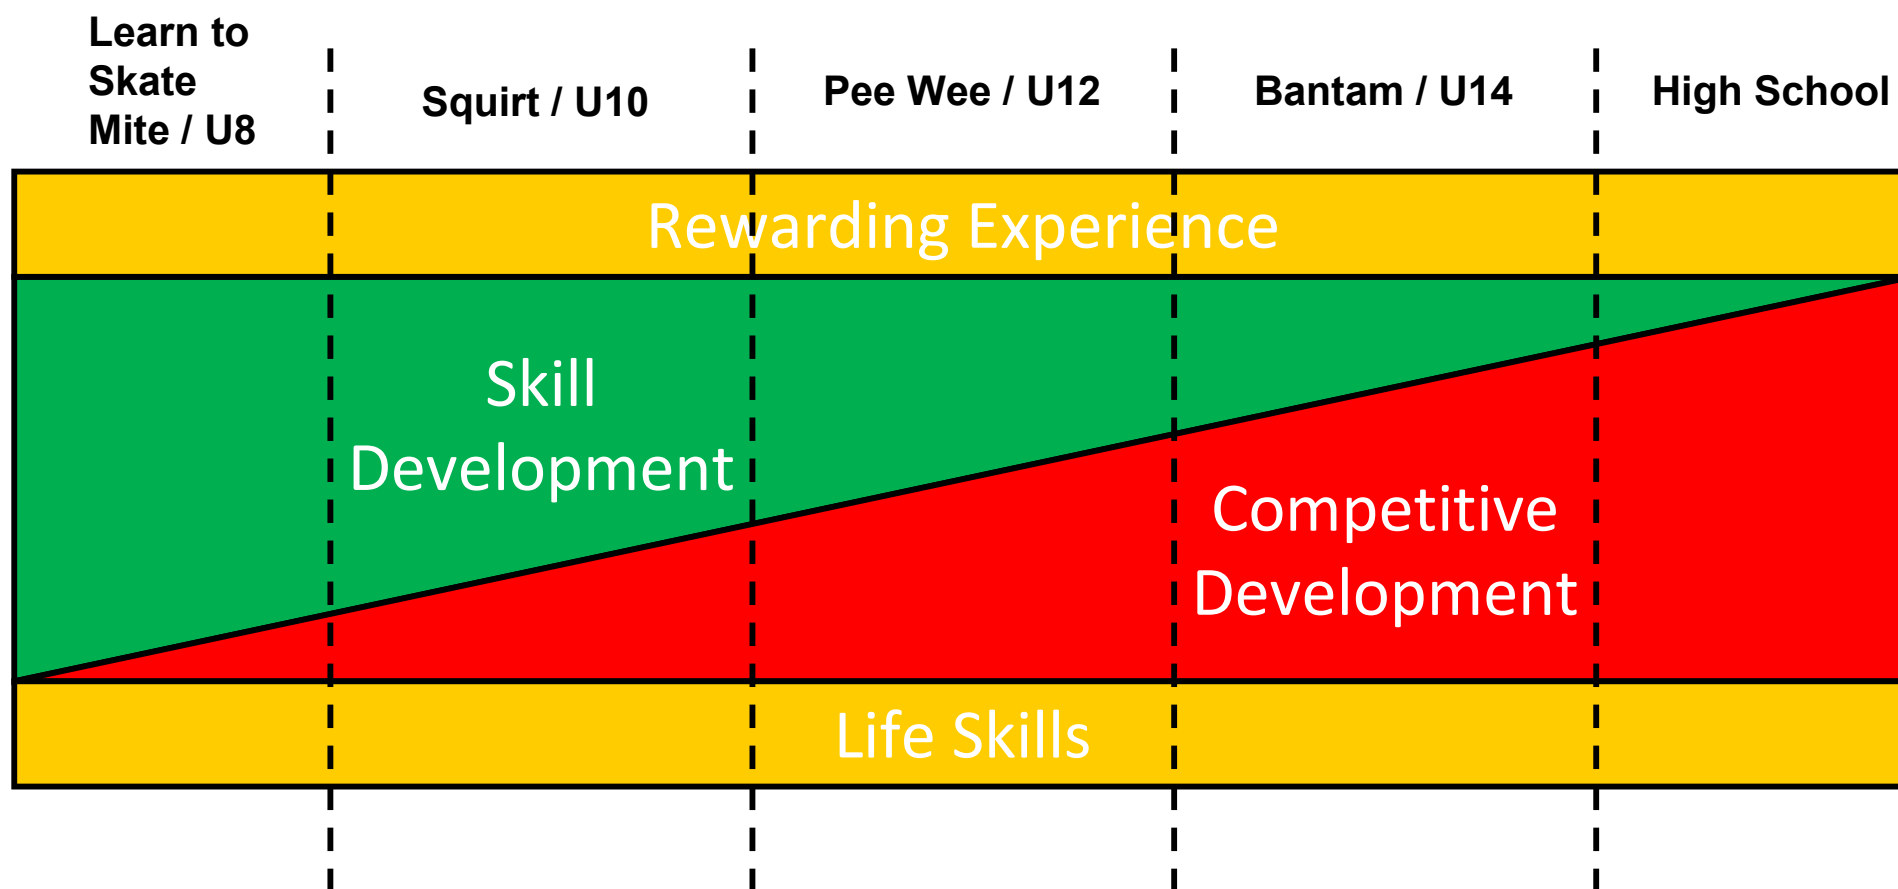 Learn to
Skate
Mite / U8
Squirt / U10
Pee Wee / U12
Bantam / U14
High School
Rewarding Experience
Skill
Development
Competitive
Development
Life Skills